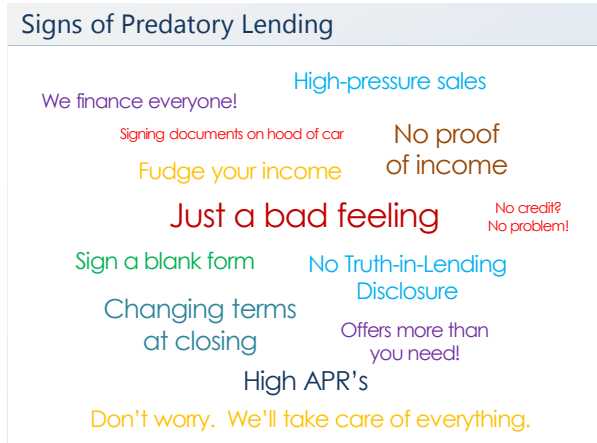 Signs of Predatory Lending
High-pressure sales
We finance everyone!
Signing documents on hood of car
No proof
of income
Fudge your income
Just a bad feeling
No credit?
No problem!
Sign a blank form
No Truth-in-Lending
Disclosure
Changing terms
at closing
Offers more than
you need!
High APR's
Don't worry.  We'll take care of everything.